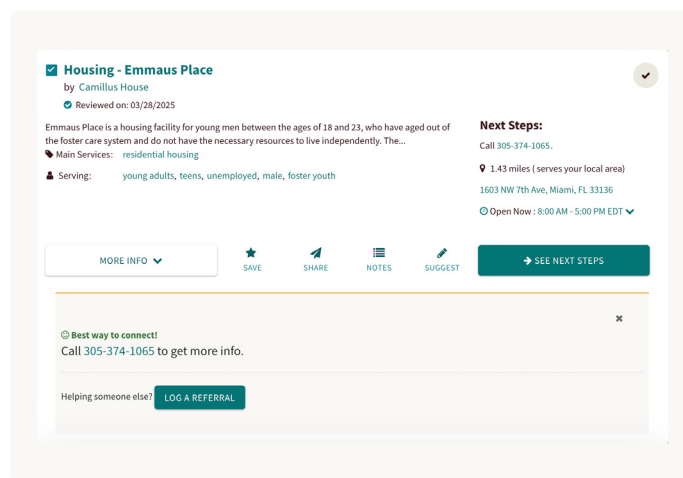 Housing - Emmaus Place
by Camillus House
Reviewed on: 03/28/2025
Emmaus Place is a housing facility for young men between the ages of 18 and 23, who have aged out of
the foster care system and do not have the necessary resources to live independently. The...
Main Services: residential housing
Serving: young adults, teens, unemployed, male, foster youth
Next Steps:
Call 305-374-1065.
1.43 miles ( serves your local area)
1603 NW 7th Ave, Miami, FL 33136
Open Now : 8:00 AM - 5:00 PM EDT
MORE INFO
SAVE
SHARE
NOTES
SUGGEST
SEE NEXT STEPS
Best way to connect!
Call 305-374-1065 to get more info.
Helping someone else? LOG A REFERRAL